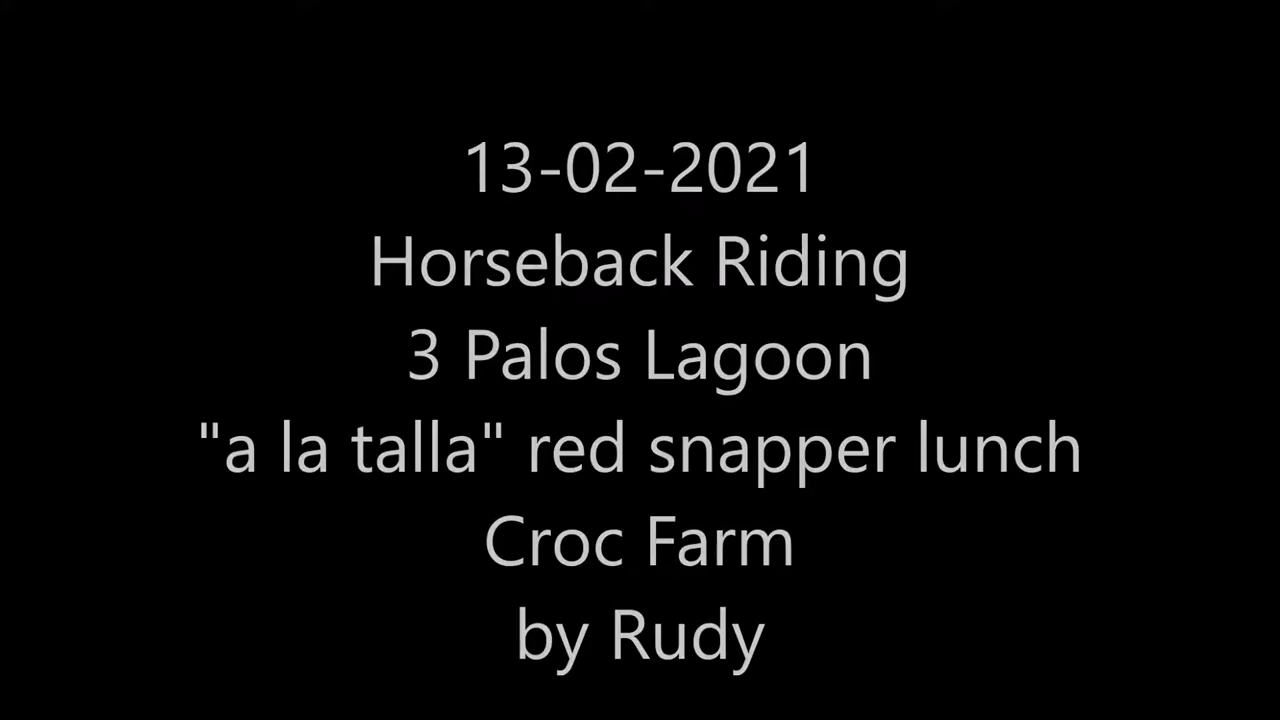 13-02-2021
Horseback Riding
3 Palos Lagoon
"a la talla" red snapper lunch
Croc Farm
by Rudy